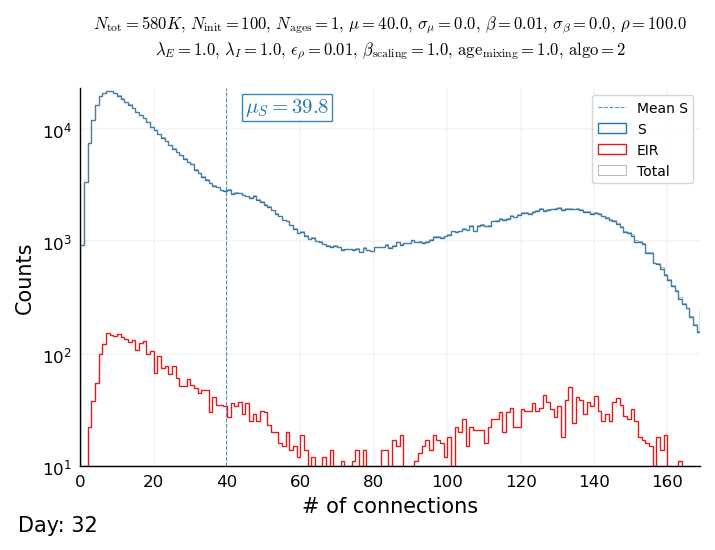 N_tot = 580K, N_init = 100, N_ages = 1, μ = 40.0, σ_μ = 0.0, β = 0.01, σ_β = 0.0, ρ = 100.0
λ_E = 1.0, λ_I = 1.0, ϵ_ρ = 0.01, β_scaling = 1.0, age_mixing = 1.0, algo = 2
μ_S = 39.8
Mean S
S
EIR
Total
10^4
10^3
10^2
10^1
Counts
0 20 40 60 80 100 120 140 160
# of connections
Day: 32